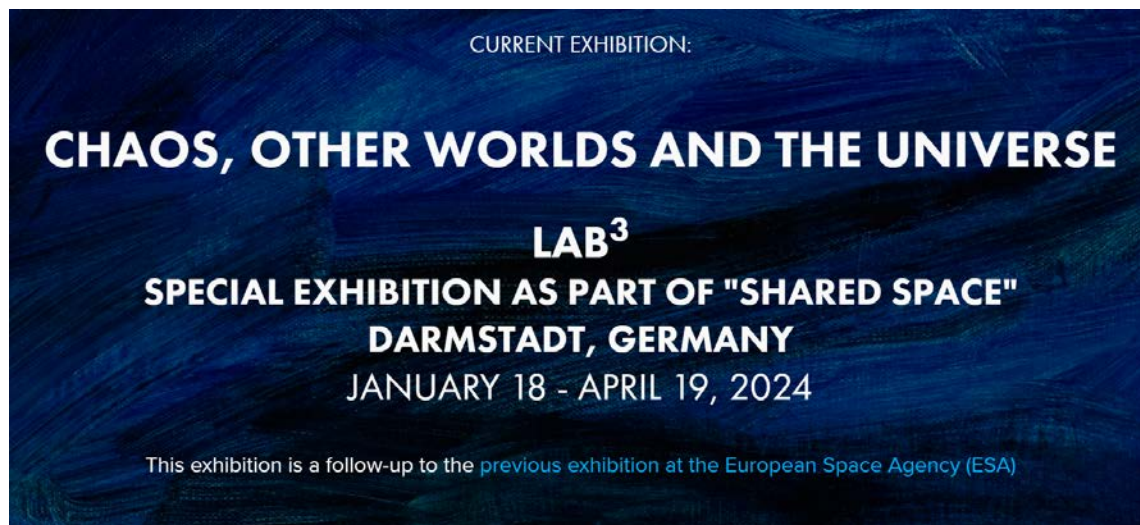 CURRENT EXHIBITION:
CHAOS, OTHER WORLDS AND THE UNIVERSE
LAB³
SPECIAL EXHIBITION AS PART OF "SHARED SPACE"
DARMSTADT, GERMANY
JANUARY 18 - APRIL 19, 2024
This exhibition is a follow-up to the previous exhibition at the European Space Agency (ESA)